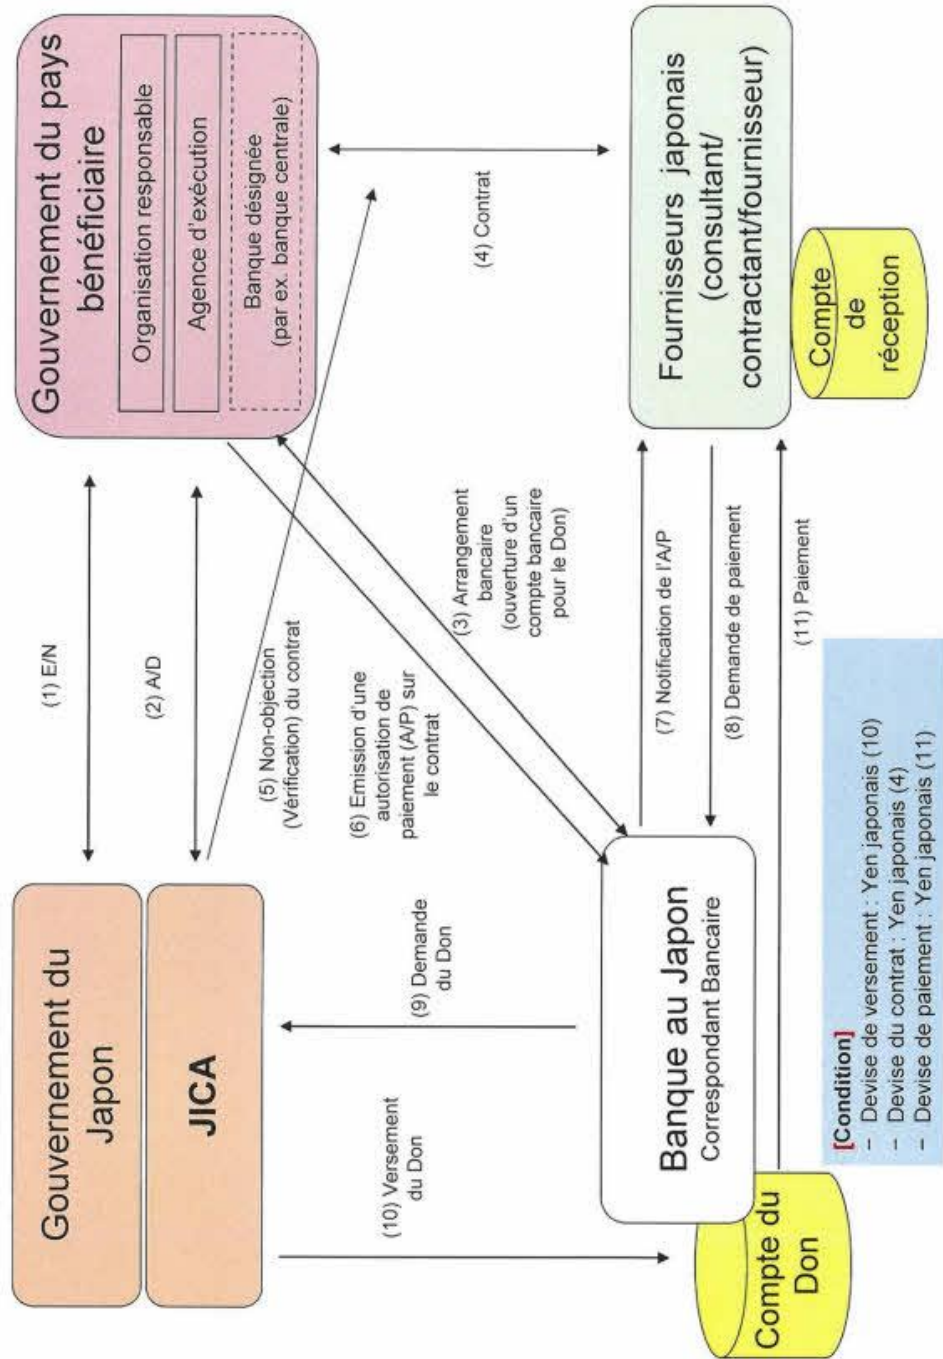 Gouvernement du
Japon
JICA
Gouvernement du pays
bénéficiaire
Organisation responsable
Agence d'exécution
Banque désignée
(par ex. banque centrale)
(1) E/N
(2) A/D
(5) Non-objection
(Vérification) du contrat
(6) Emission d'une
autorisation de
paiement (A/P) sur
le contrat
(3) Arrangement
bancaire
(ouverture d'un
compte bancaire
pour le Don)
(4) Contrat
(9) Demande
du Don
(10) Versement
du Don
Banque au Japon
Correspondant Bancaire
Compte du
Don
(7) Notification de l'A/P
(8) Demande de paiement
(11) Paiement
Fournisseurs japonais
(consultant/
contractant/fournisseur)
Compte
de
réception
[Condition]
– Devise de versement : Yen japonais (10)
– Devise du contrat : Yen japonais (4)
– Devise de paiement : Yen japonais (11)